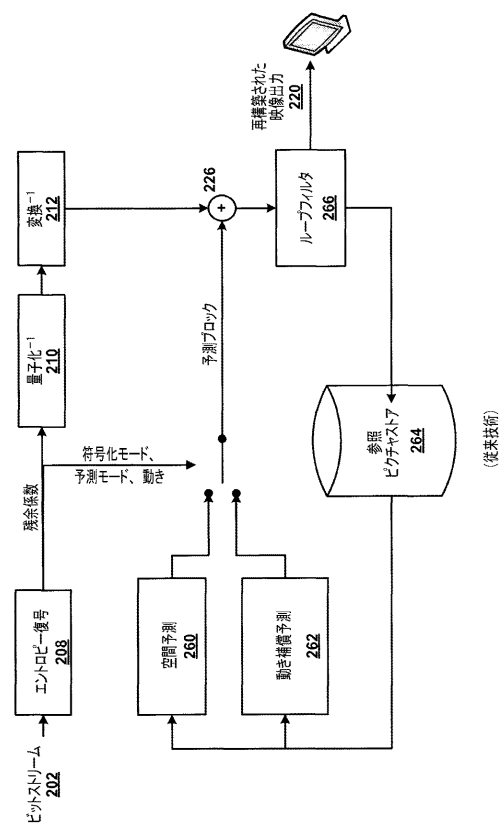 ビットストリーム
202
エントロピー復号
208
残余係数
量子化⁻¹
210
変換⁻¹
212
符号化モード、
予測モード、動き
空間予測
260
動き補償予測
262
予測ブロック
226
+
ループフィルタ
266
再構築された
映像出力
220
参照
ピクチャストア
264
(従来技術)